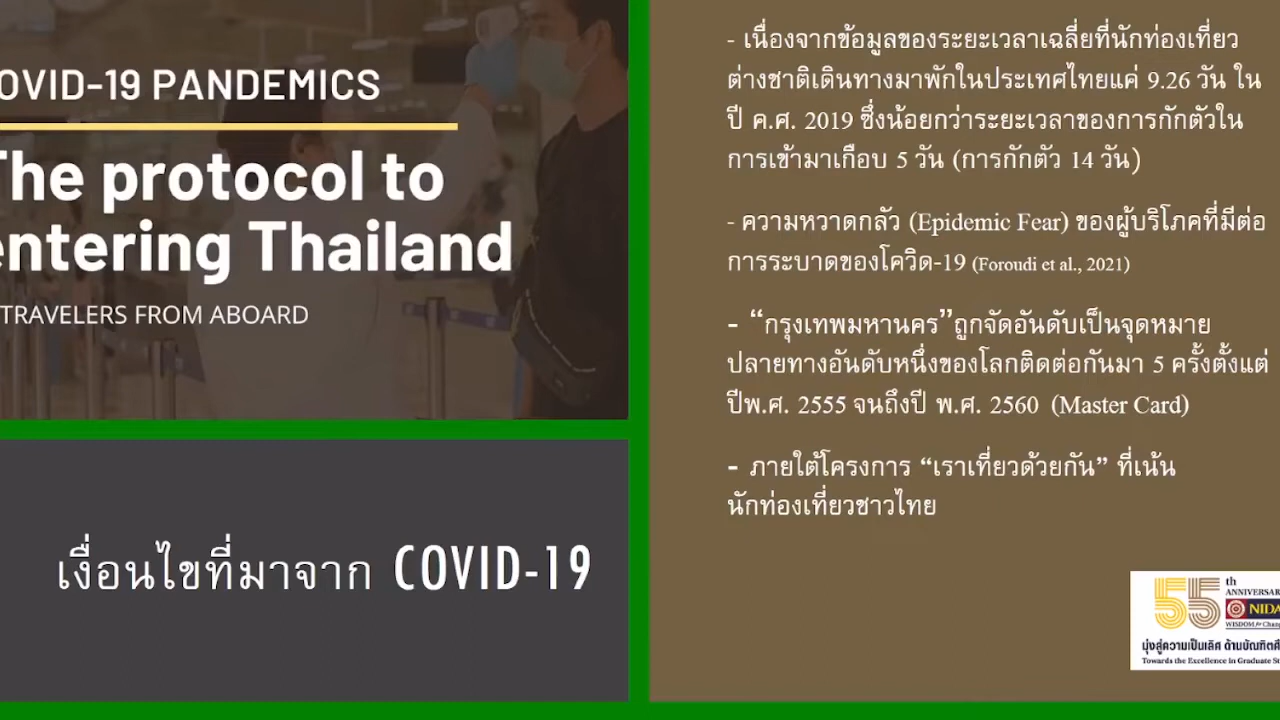 OVID-19 PANDEMICS
The protocol to
entering Thailand
TRAVELERS FROM ABOARD
เงื่อนไขที่มาจาก COVID-19
- เนื่องจากข้อมูลของระยะเวลาเฉลี่ยที่นักท่องเที่ยว
ต่างชาติเดินทางมาพักในประเทศไทยแค่ 9.26 วัน ใน
ปี ค.ศ. 2019 ซึ่งน้อยกว่าระยะเวลาของการกักตัวใน
การเข้ามาเกือบ 5 วัน (การกักตัว 14 วัน)
- ความหวาดกลัว (Epidemic Fear) ของผู้บริโภคที่มีต่อ
การระบาดของโควิด-19 (Foroudi et al., 2021)
- “กรุงเทพมหานคร”ถูกจัดอันดับเป็นจุดหมาย
ปลายทางอันดับหนึ่งของโลกติดต่อกันมา 5 ครั้งตั้งแต่
ปีพ.ศ. 2555 จนถึงปี พ.ศ. 2560 (Master Card)
- ภายใต้โครงการ “เราเที่ยวด้วยกัน” ที่เน้น
นักท่องเที่ยวชาวไทย
55th
ANNIVERSAR
NIDA
WISDOM for Chang
มุ่งสู่ความเป็นเลิศ ด้านบัณฑิตศึ
Towards the Excellence in Graduate St